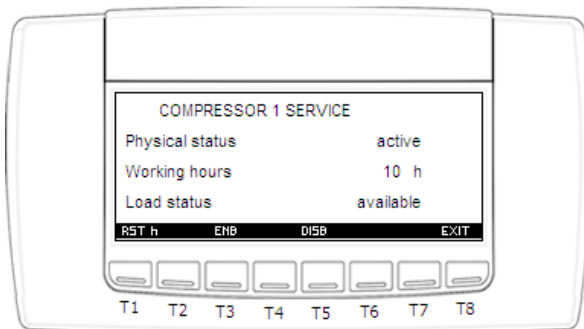 COMPRESSOR 1 SERVICE
Physical status active
Working hours 10 h
Load status available
RST h ENB DISB EXIT
T1 T2 T3 T4 T5 T6 T7 T8